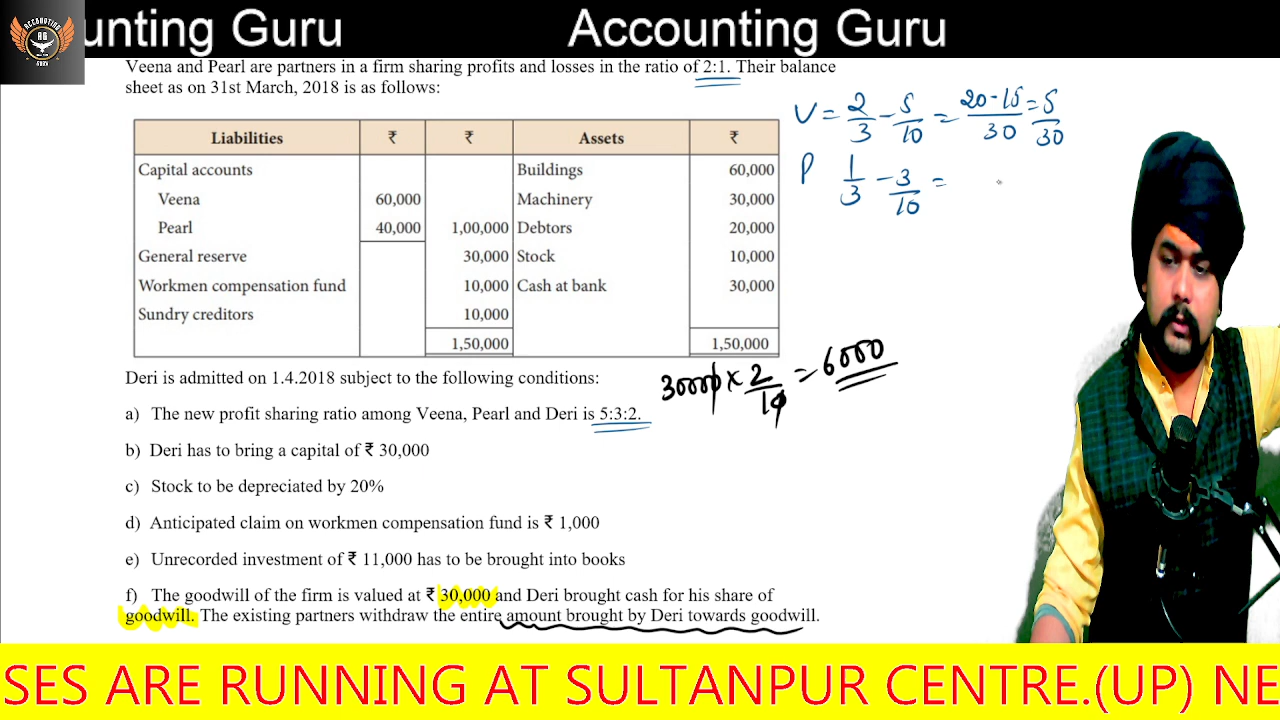 unting Guru Accounting Guru
ACCOUNTING
AG
GURU
Veena and Pearl are partners in a firm sharing profits and losses in the ratio of 2:1. Their balance
sheet as on 31st March, 2018 is as follows:
Liabilities ₹ ₹ Assets ₹
Capital accounts Buildings 60,000
Veena 60,000 Machinery 30,000
Pearl 40,000 1,00,000 Debtors 20,000
General reserve 30,000 Stock 10,000
Workmen compensation fund 10,000 Cash at bank 30,000
Sundry creditors 10,000
1,50,000 1,50,000
V = 2/3 - 5/10 = 20-15/30 = 5/30
P 1/3 - 3/10 =
30000 × 2/10 = 6000
Deri is admitted on 1.4.2018 subject to the following conditions:
a) The new profit sharing ratio among Veena, Pearl and Deri is 5:3:2.
b) Deri has to bring a capital of ₹ 30,000
c) Stock to be depreciated by 20%
d) Anticipated claim on workmen compensation fund is ₹ 1,000
e) Unrecorded investment of ₹ 11,000 has to be brought into books
f) The goodwill of the firm is valued at ₹ 30,000 and Deri brought cash for his share of
goodwill. The existing partners withdraw the entire amount brought by Deri towards goodwill.
SES ARE RUNNING AT SULTANPUR CENTRE.(UP) NE